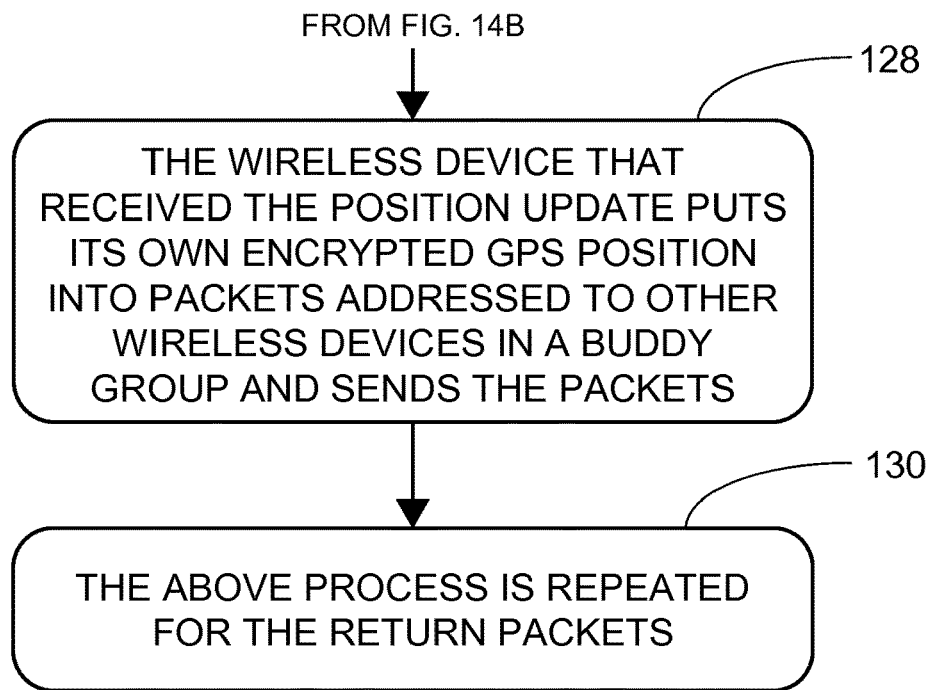 FROM FIG. 14B
128
THE WIRELESS DEVICE THAT
RECEIVED THE POSITION UPDATE PUTS
ITS OWN ENCRYPTED GPS POSITION
INTO PACKETS ADDRESSED TO OTHER
WIRELESS DEVICES IN A BUDDY
GROUP AND SENDS THE PACKETS
130
THE ABOVE PROCESS IS REPEATED
FOR THE RETURN PACKETS